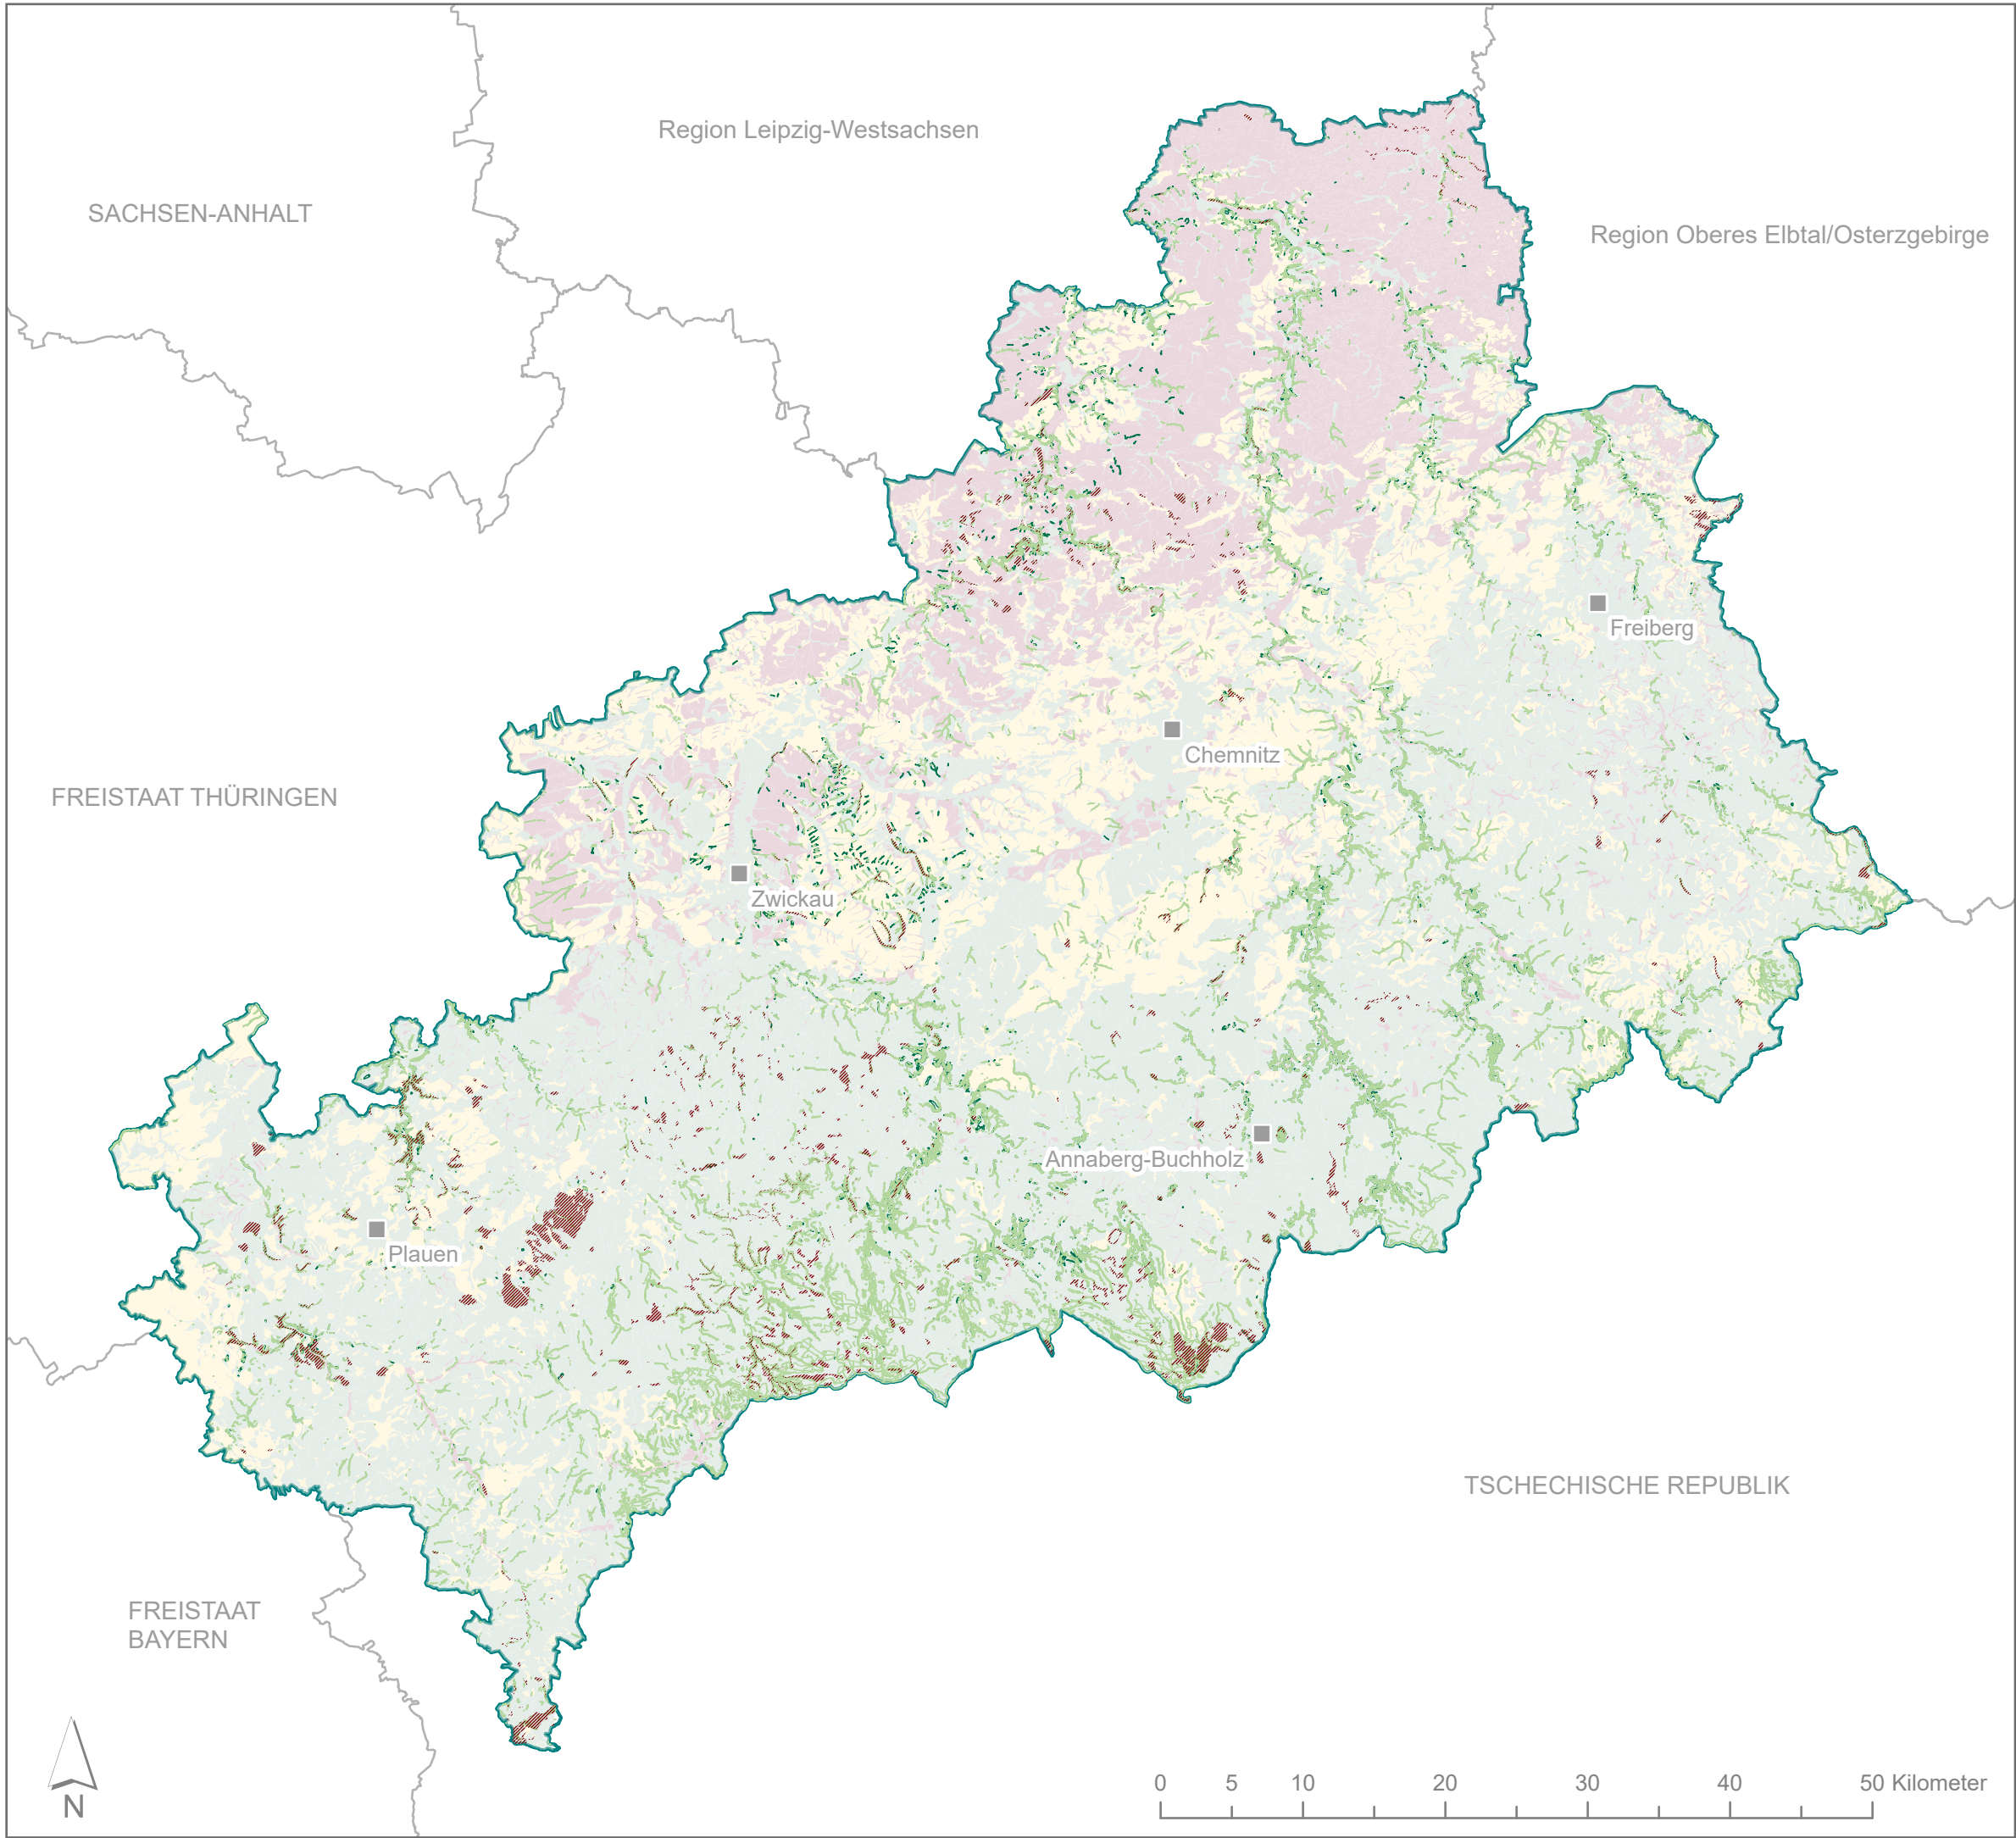 Region Leipzig-Westsachsen
SACHSEN-ANHALT
Region Oberes Elbtal/Osterzgebirge
Freiberg
Chemnitz
FREISTAAT THÜRINGEN
Zwickau
Annaberg-Buchholz
Plauen
TSCHECHISCHE REPUBLIK
FREISTAAT
BAYERN
N
0 5 10 20 30 40 50 Kilometer